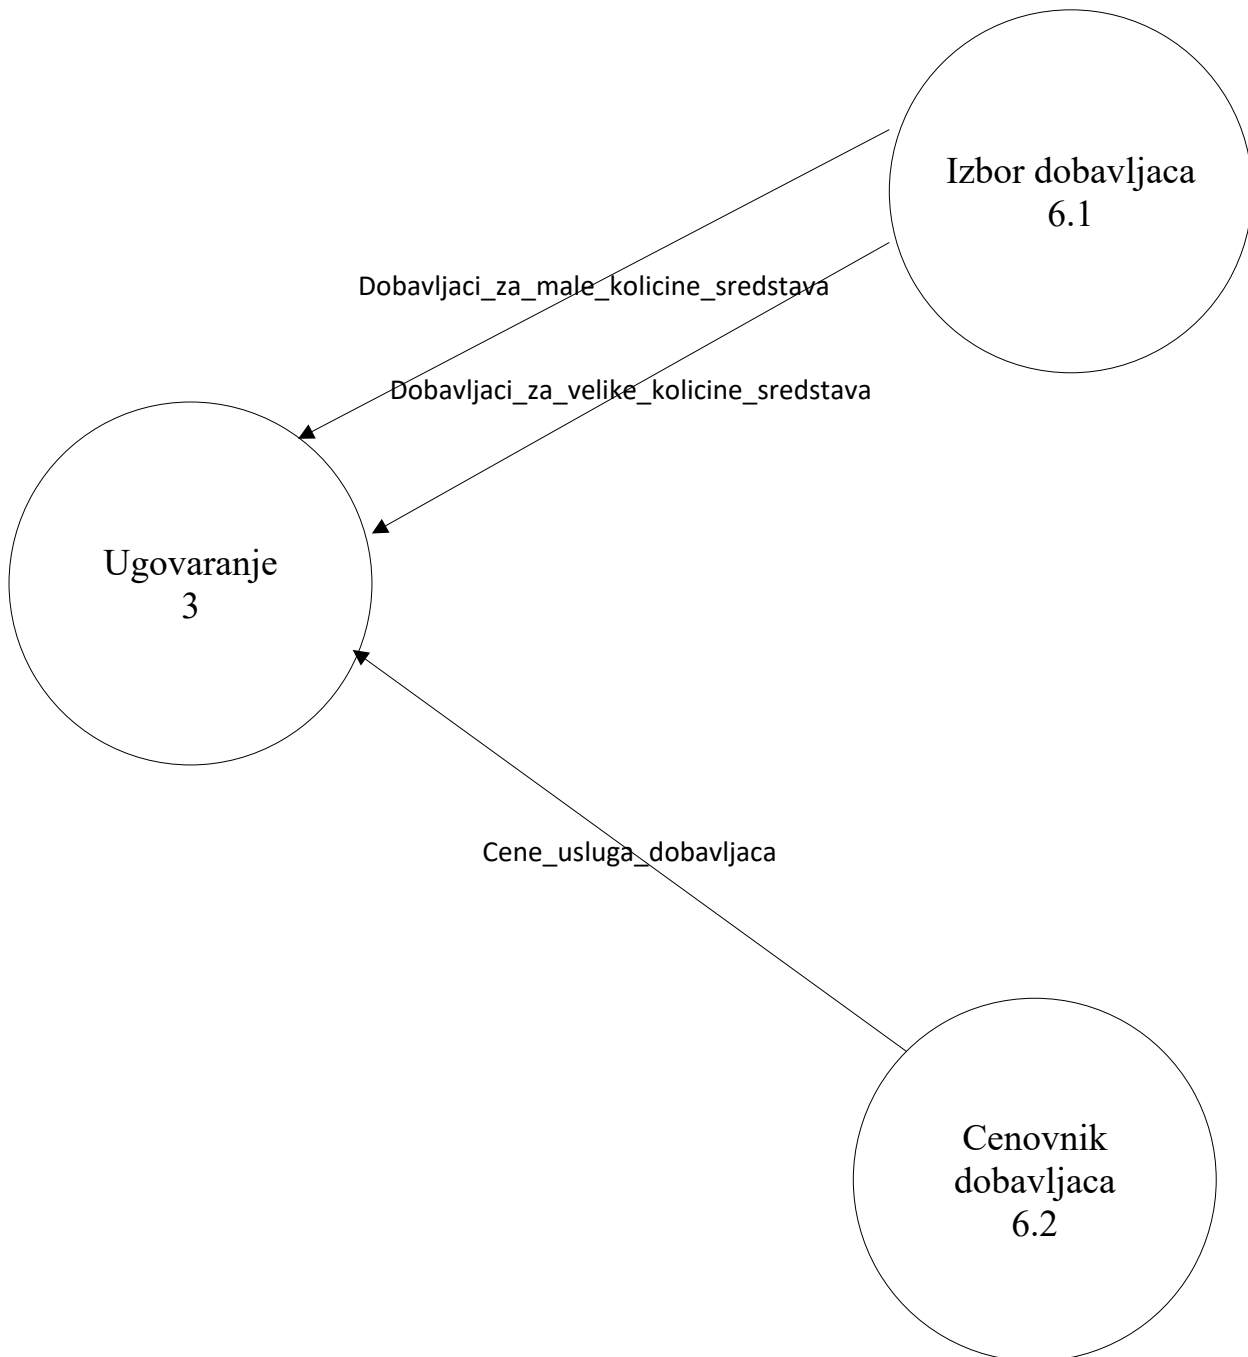 Izbor dobavljaca
6.1
Dobavljaci_za_male_kolicine_sredstava
Dobavljaci_za_velike_kolicine_sredstava
Ugovaranje
3
Cene_usluga_dobavljaca
Cenovnik
dobavljaca
6.2